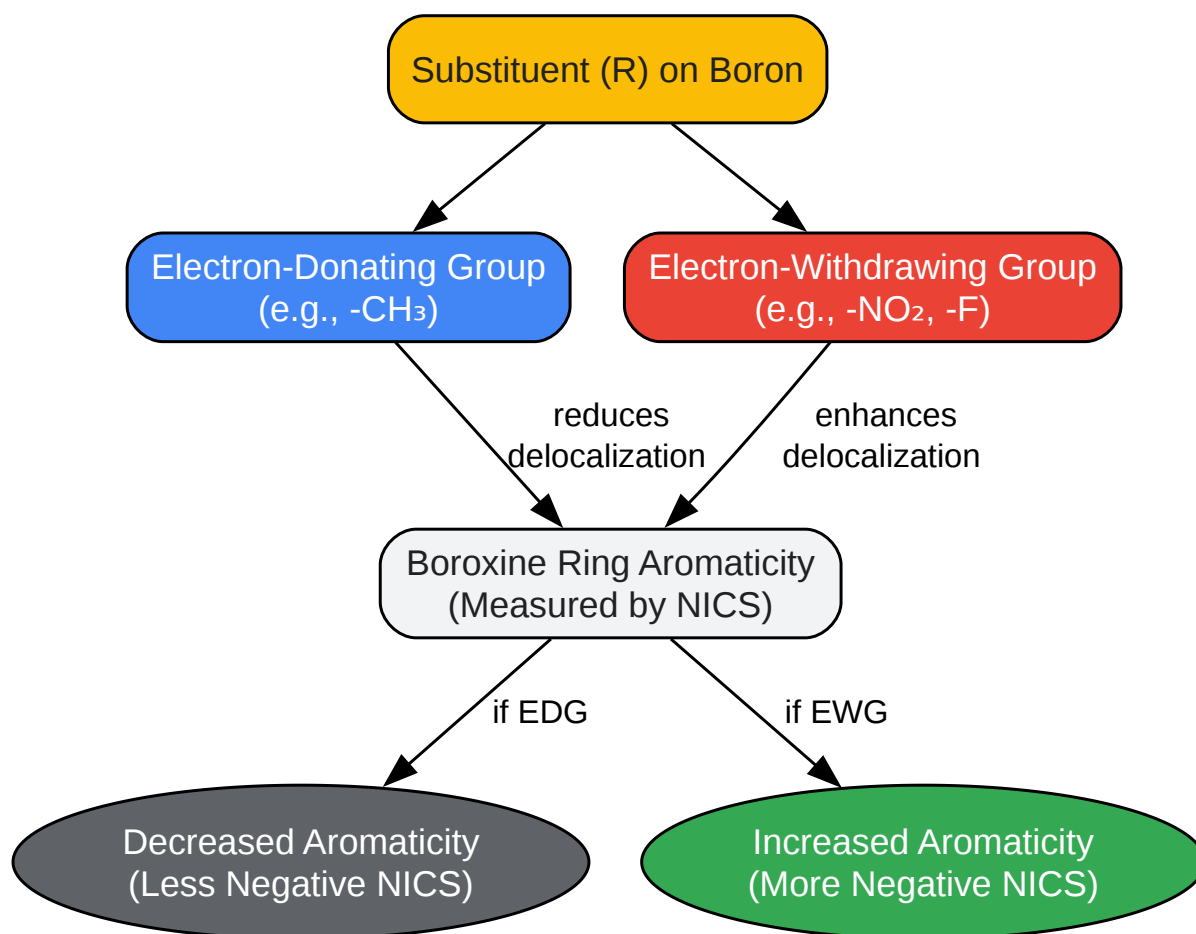 Substituent (R) on Boron
Electron-Donating Group
(e.g., -CH₃)
Electron-Withdrawing Group
(e.g., -NO₂, -F)
reduces
delocalization
enhances
delocalization
Boroxine Ring Aromaticity
(Measured by NICS)
if EDG
if EWG
Decreased Aromaticity
(Less Negative NICS)
Increased Aromaticity
(More Negative NICS)